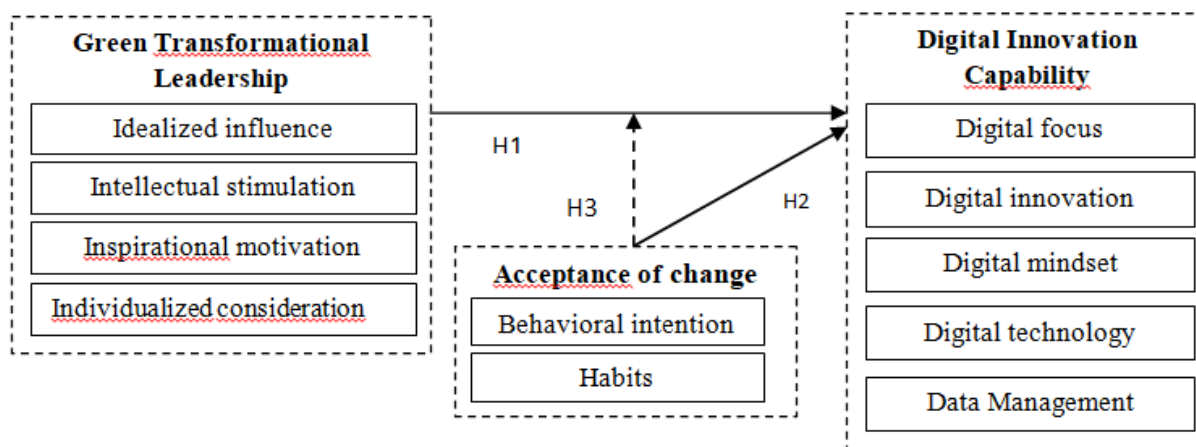 Green Transformational
Leadership
Idealized influence
Intellectual stimulation
Inspirational motivation
Individualized consideration
H1
H3
H2
Acceptance of change
Behavioral intention
Habits
Digital Innovation
Capability
Digital focus
Digital innovation
Digital mindset
Digital technology
Data Management